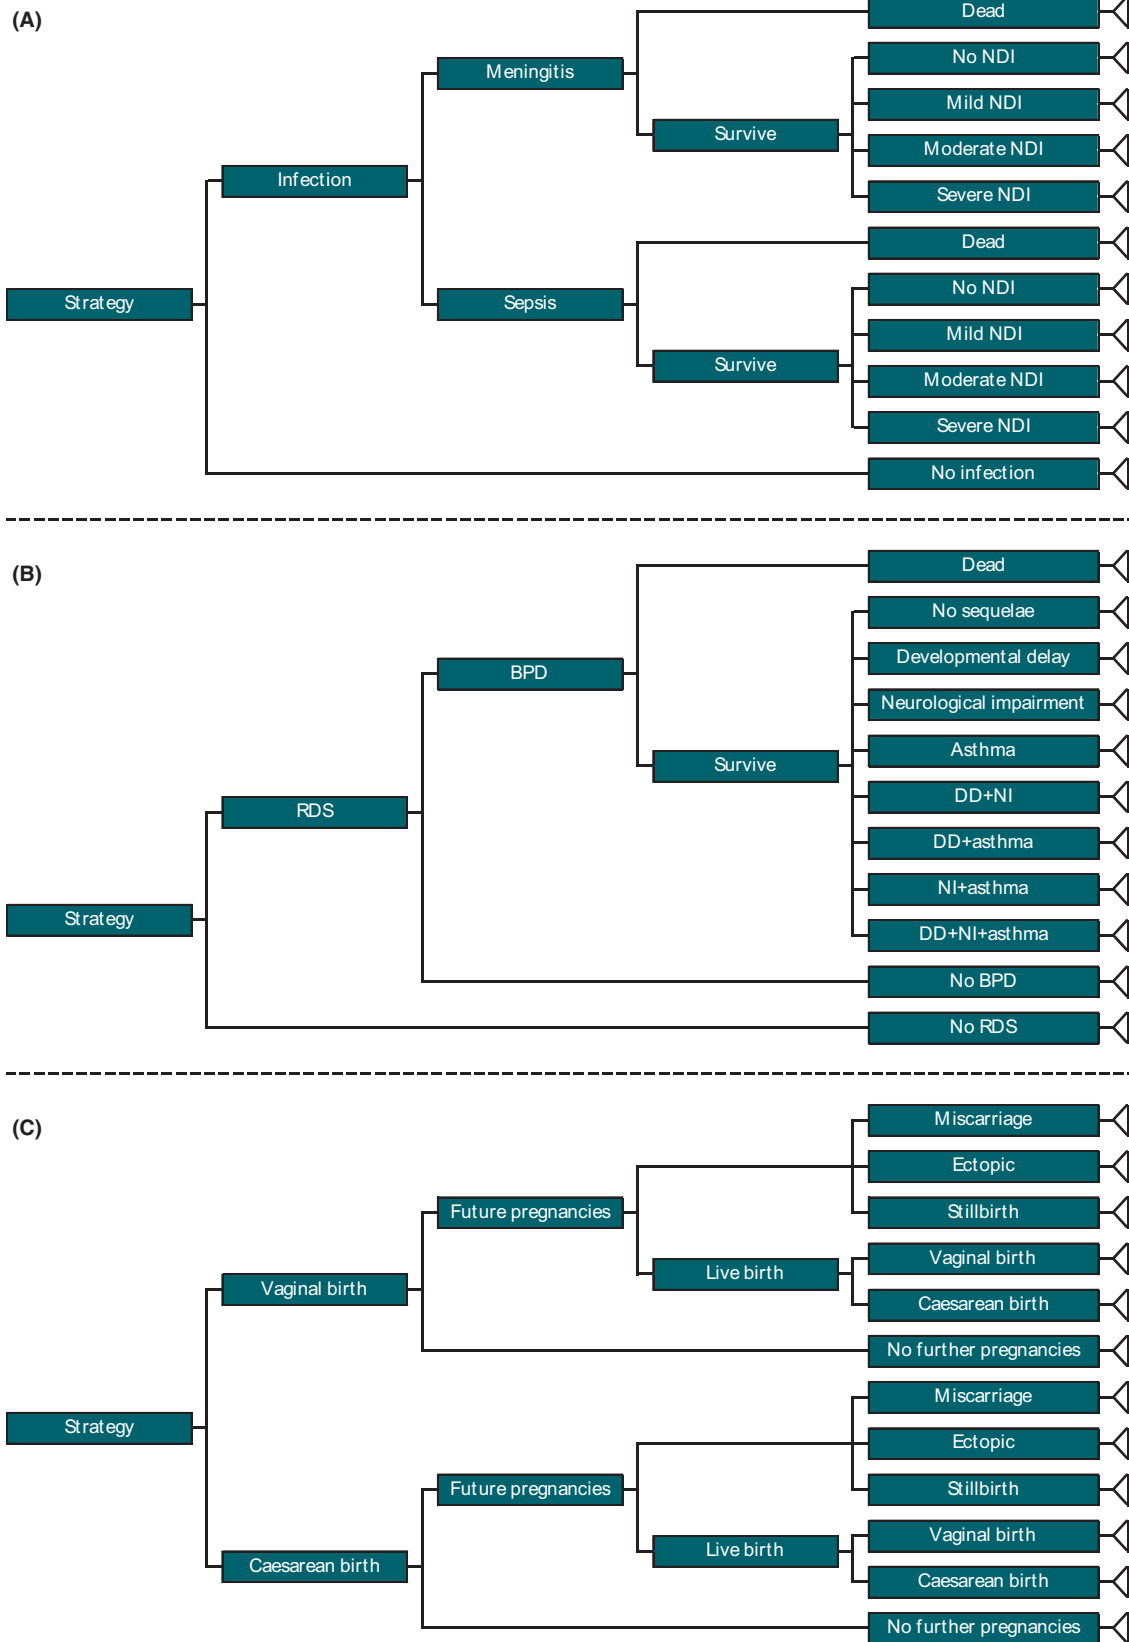 (A)
Dead
No NDI
Meningitis
Mild NDI
Survive
Moderate NDI
Infection
Severe NDI
Dead
No NDI
Strategy
Sepsis
Mild NDI
Survive
Moderate NDI
Severe NDI
No infection
(B)
Dead
No sequelae
BPD
Developmental delay
Neurological impairment
Asthma
Survive
DD+NI
RDS
DD+asthma
NI+asthma
Strategy
DD+NI+asthma
No BPD
No RDS
(C)
Miscarriage
Ectopic
Future pregnancies
Stillbirth
Vaginal birth
Live birth
Vaginal birth
Caesarean birth
No further pregnancies
Miscarriage
Strategy
Ectopic
Future pregnancies
Stillbirth
Vaginal birth
Live birth
Caesarean birth
Caesarean birth
No further pregnancies